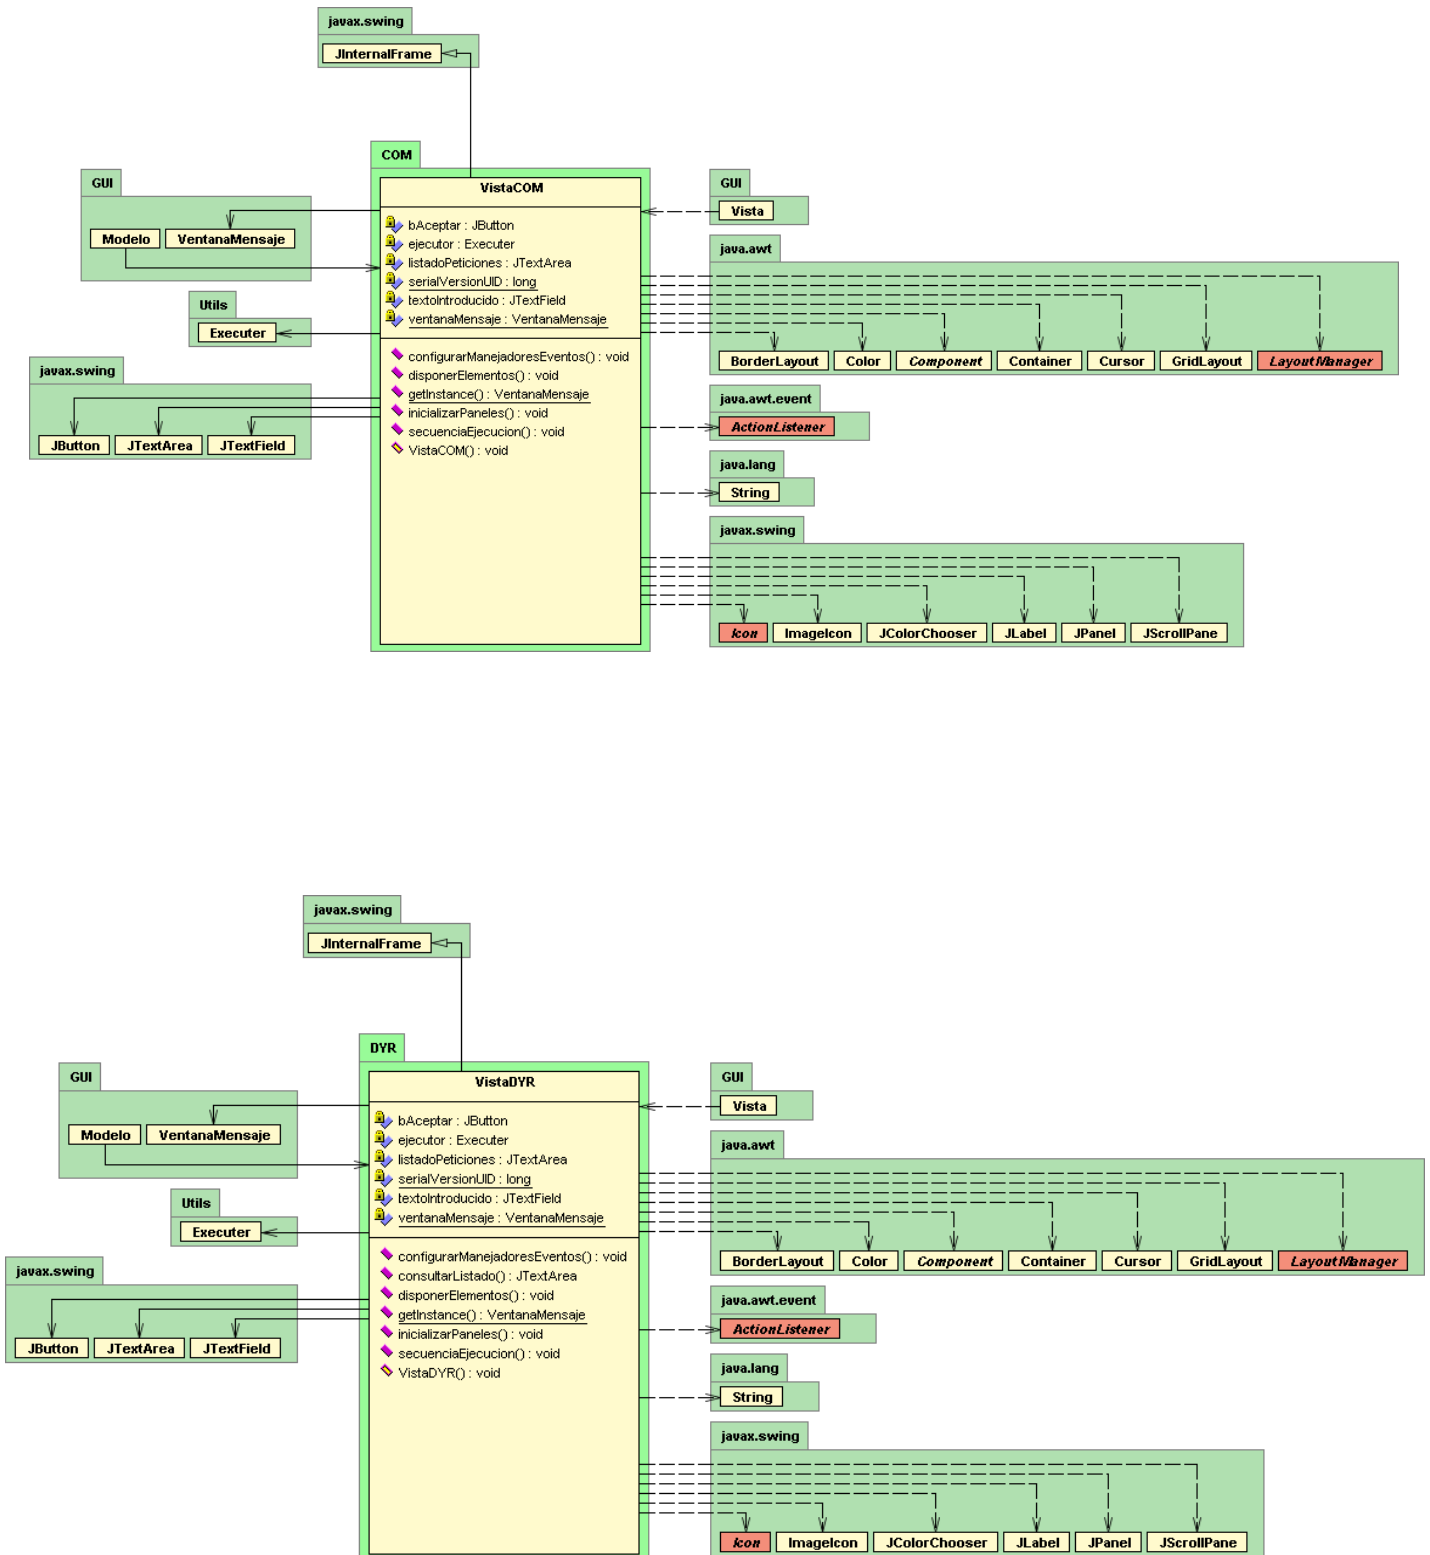 javax.swing
JInternalFrame
COM
VistaCOM
GUI
Modelo
VentanaMensaje
Utils
Executer
javax.swing
JButton
JTextArea
JTextField
bAceptar : JButton
ejecutor : Executer
listadoPeticiones : JTextArea
serialVersionUID : long
textoIntroducido : JTextField
ventanaMensaje : VentanaMensaje
configurarManejadoresEventos() : void
disponerElementos() : void
getInstance() : VentanaMensaje
inicializarPaneles() : void
secuenciaEjecucion() : void
VistaCOM() : void
GUI
Vista
java.awt
BorderLayout
Color
Component
Container
Cursor
GridLayout
LayoutManager
java.awt.event
ActionListener
java.lang
String
javax.swing
Icon
ImageIcon
JColorChooser
JLabel
JPanel
JScrollPane
javax.swing
JInternalFrame
DYR
VistaDYR
GUI
Modelo
VentanaMensaje
Utils
Executer
javax.swing
JButton
JTextArea
JTextField
bAceptar : JButton
ejecutor : Executer
listadoPeticiones : JTextArea
serialVersionUID : long
textoIntroducido : JTextField
ventanaMensaje : VentanaMensaje
configurarManejadoresEventos() : void
consultarListado() : JTextArea
disponerElementos() : void
getInstance() : VentanaMensaje
inicializarPaneles() : void
secuenciaEjecucion() : void
VistaDYR() : void
GUI
Vista
java.awt
BorderLayout
Color
Component
Container
Cursor
GridLayout
LayoutManager
java.awt.event
ActionListener
java.lang
String
javax.swing
Icon
ImageIcon
JColorChooser
JLabel
JPanel
JScrollPane